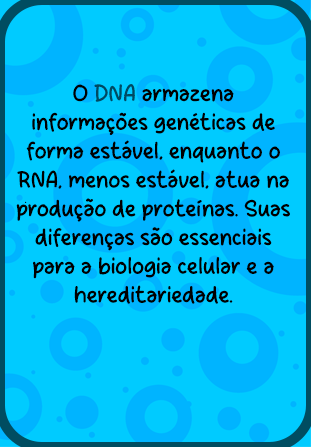 O DNA armazena
informações genéticas de
forma estável, enquanto o
RNA, menos estável, atua na
produção de proteínas. Suas
diferenças são essenciais
para a biologia celular e a
hereditariedade.